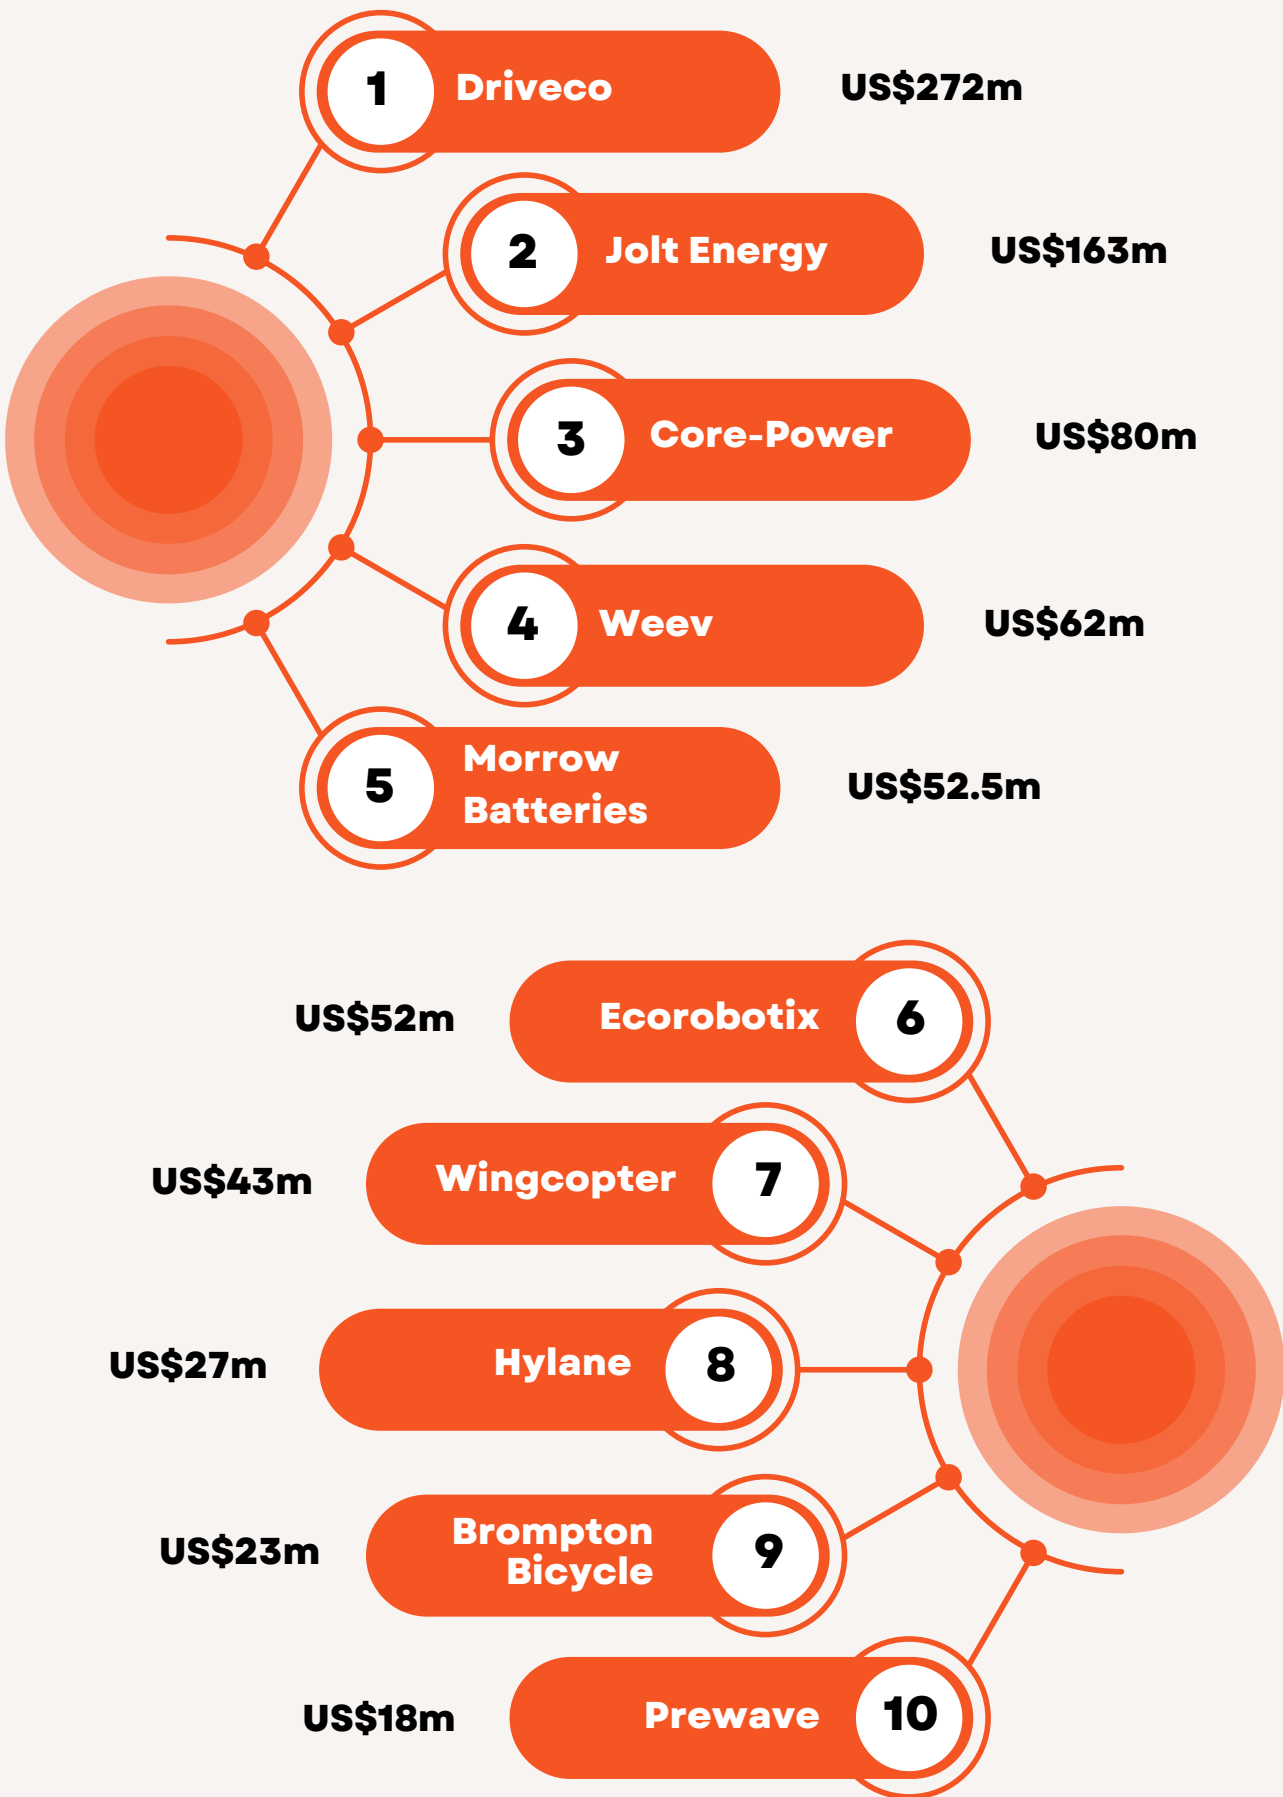 1 Driveco US$272m
2 Jolt Energy US$163m
3 Core-Power US$80m
4 Weev US$62m
5 Morrow
Batteries US$52.5m
US$52m Ecorobotix 6
US$43m Wingcopter 7
US$27m Hylane 8
US$23m Brompton
Bicycle 9
US$18m Prewave 10